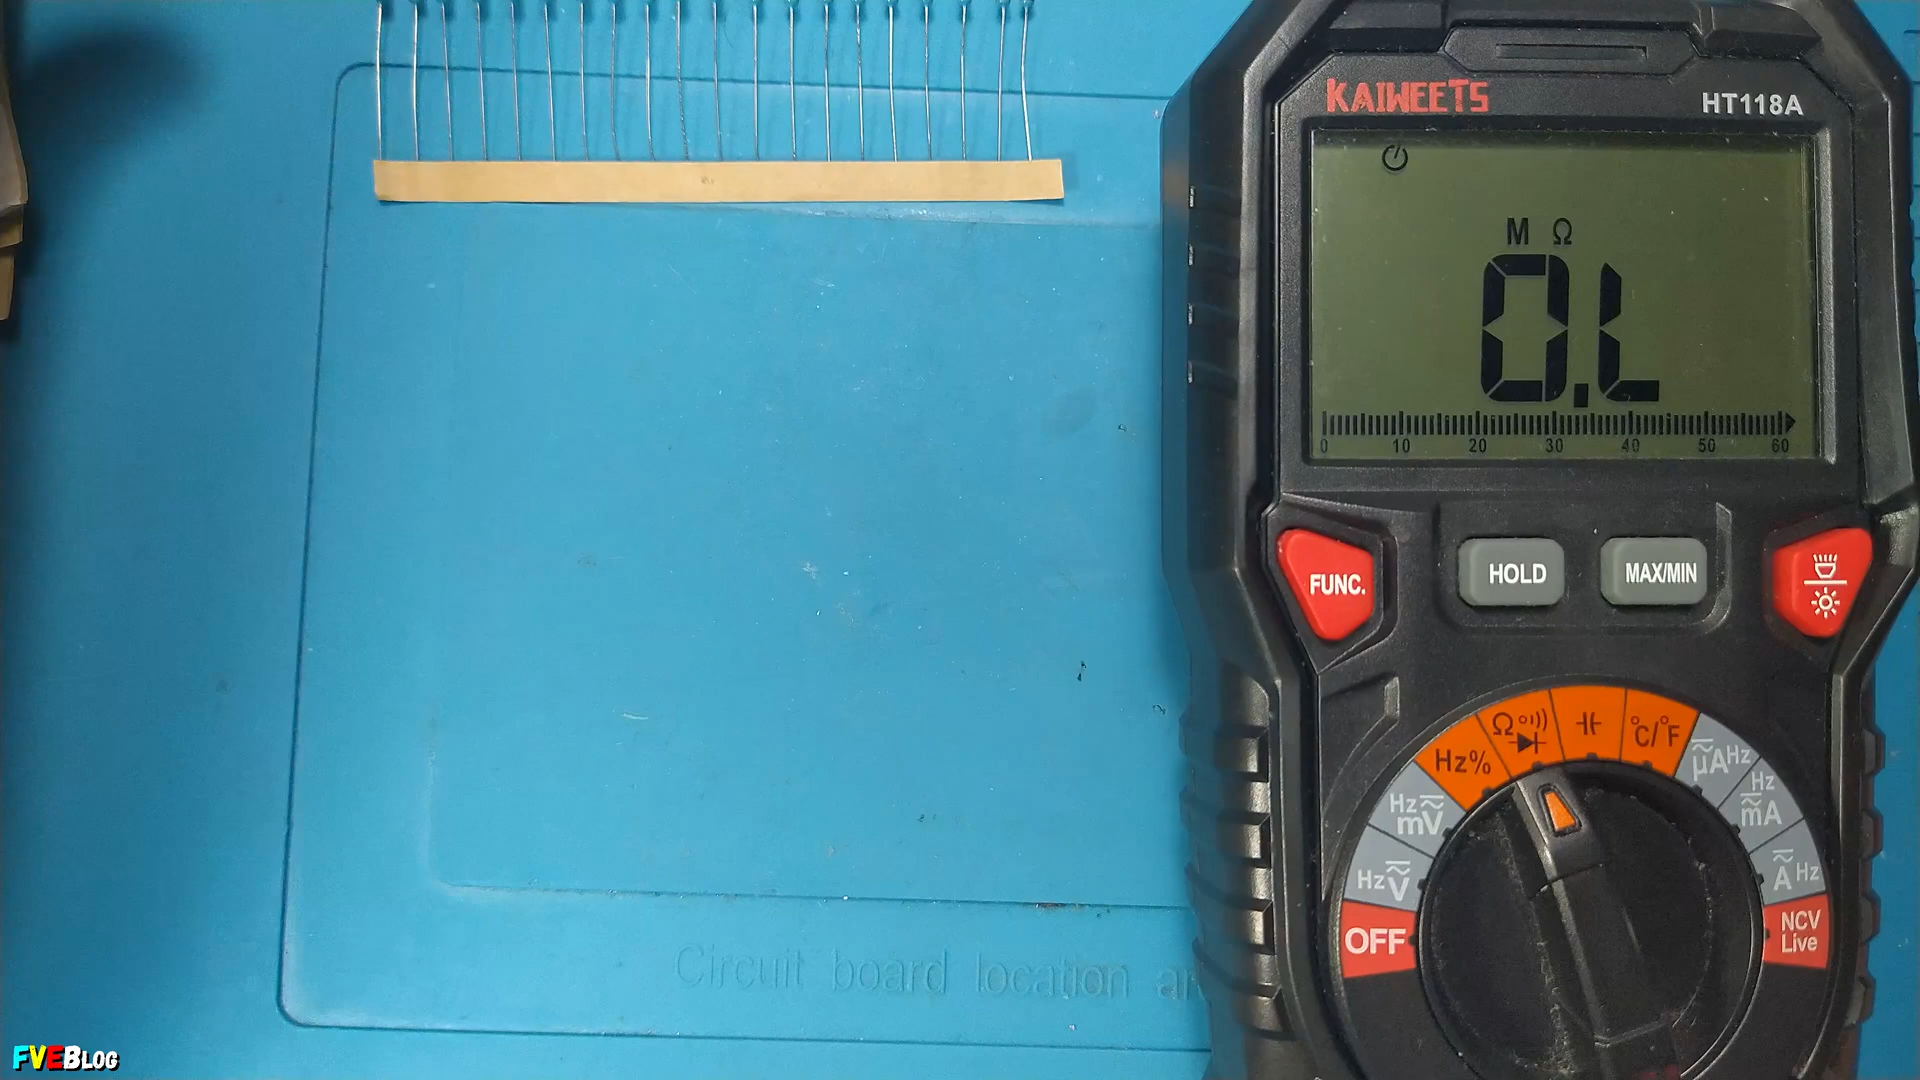 KAIWEETS
HT118A
M Ω
0.L
0 10 20 30 40 50 60
FUNC.
HOLD
MAX/MIN
Hz%
Ω
°C/°F
Hz mV
μA Hz
Hz mA
Hz V
A Hz
OFF
NCV
Live
Circuit board location
FVEBLOG